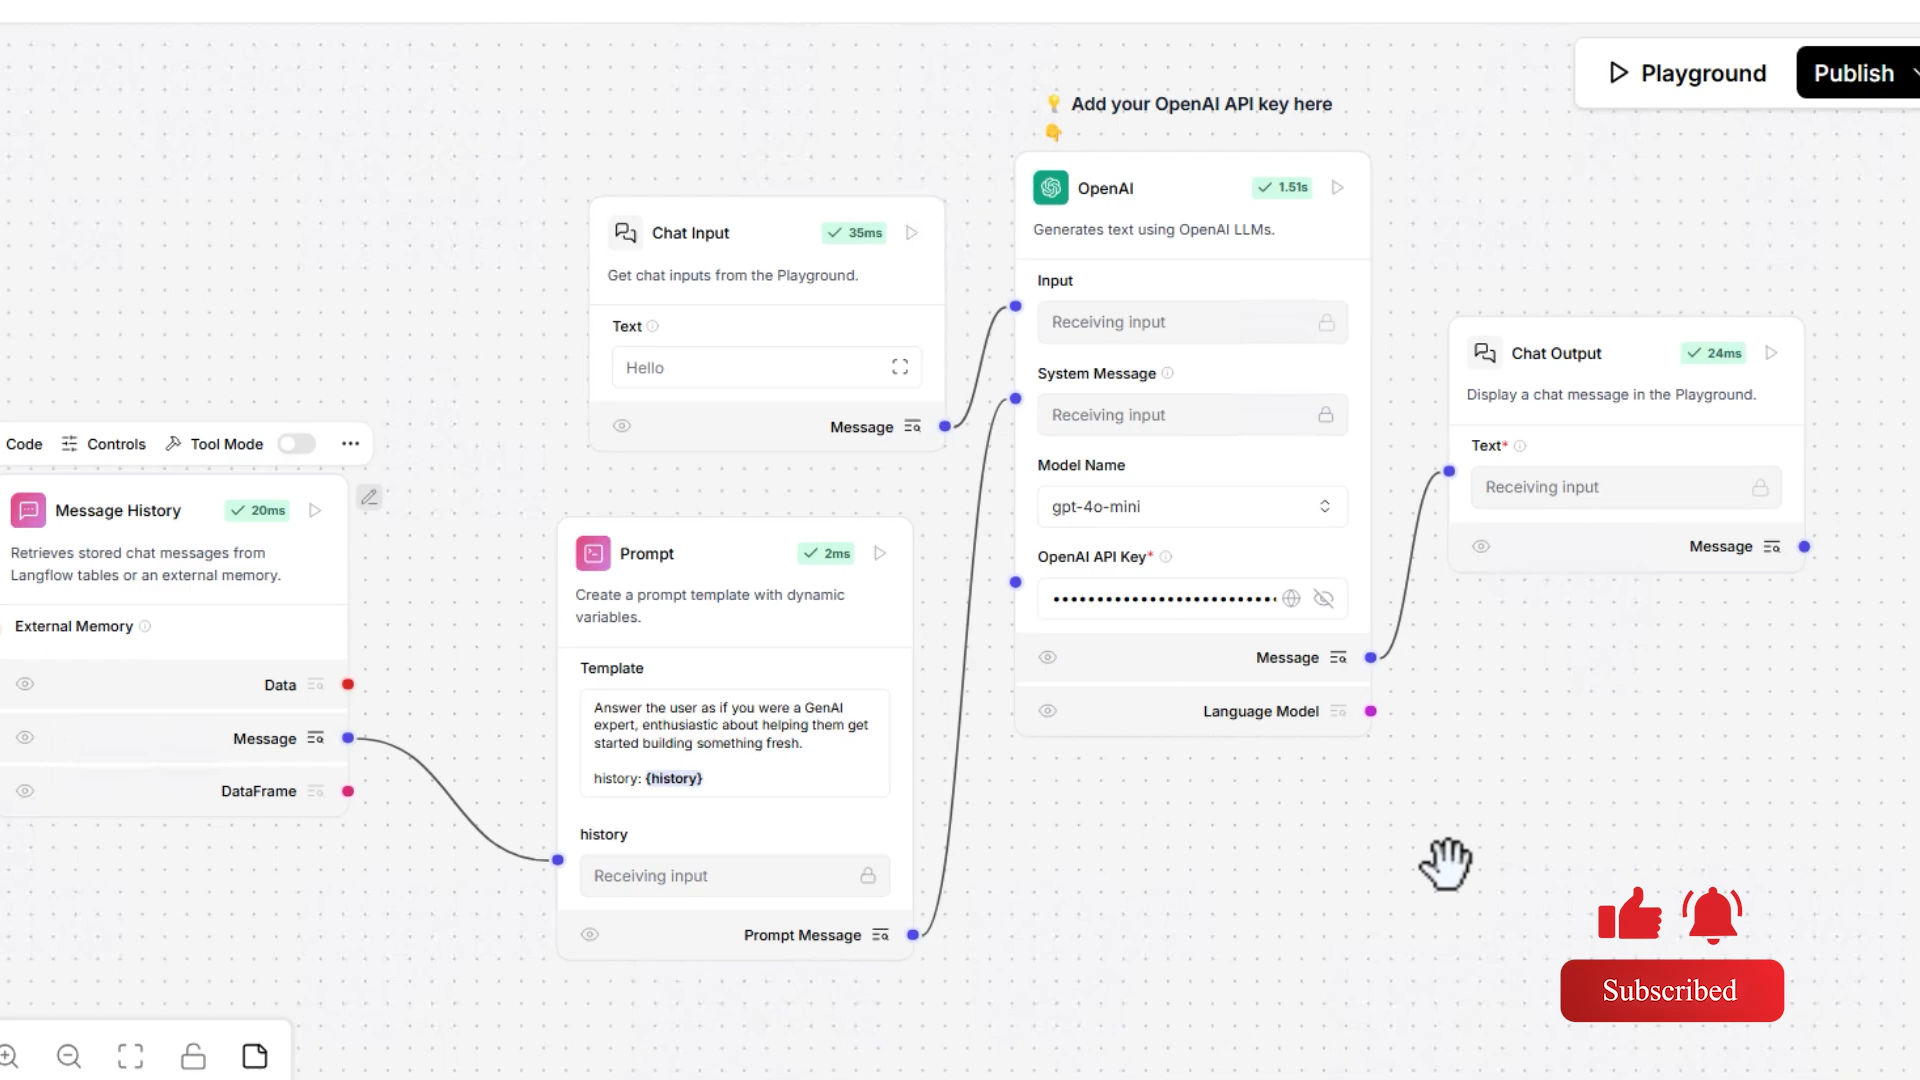 Playground
Publish
Add your OpenAI API key here
OpenAI
1.51s
Generates text using OpenAI LLMs.
Input
Receiving input
System Message
Receiving input
Model Name
gpt-4o-mini
OpenAI API Key*
Message
Language Model
Chat Input
35ms
Get chat inputs from the Playground.
Text
Hello
Message
Chat Output
24ms
Display a chat message in the Playground.
Text*
Receiving input
Message
Code
Controls
Tool Mode
Message History
20ms
Retrieves stored chat messages from
Langflow tables or an external memory.
External Memory
Data
Message
DataFrame
Prompt
2ms
Create a prompt template with dynamic
variables.
Template
Answer the user as if you were a GenAI
expert, enthusiastic about helping them get
started building something fresh.
history: {history}
history
Receiving input
Prompt Message
Subscribed